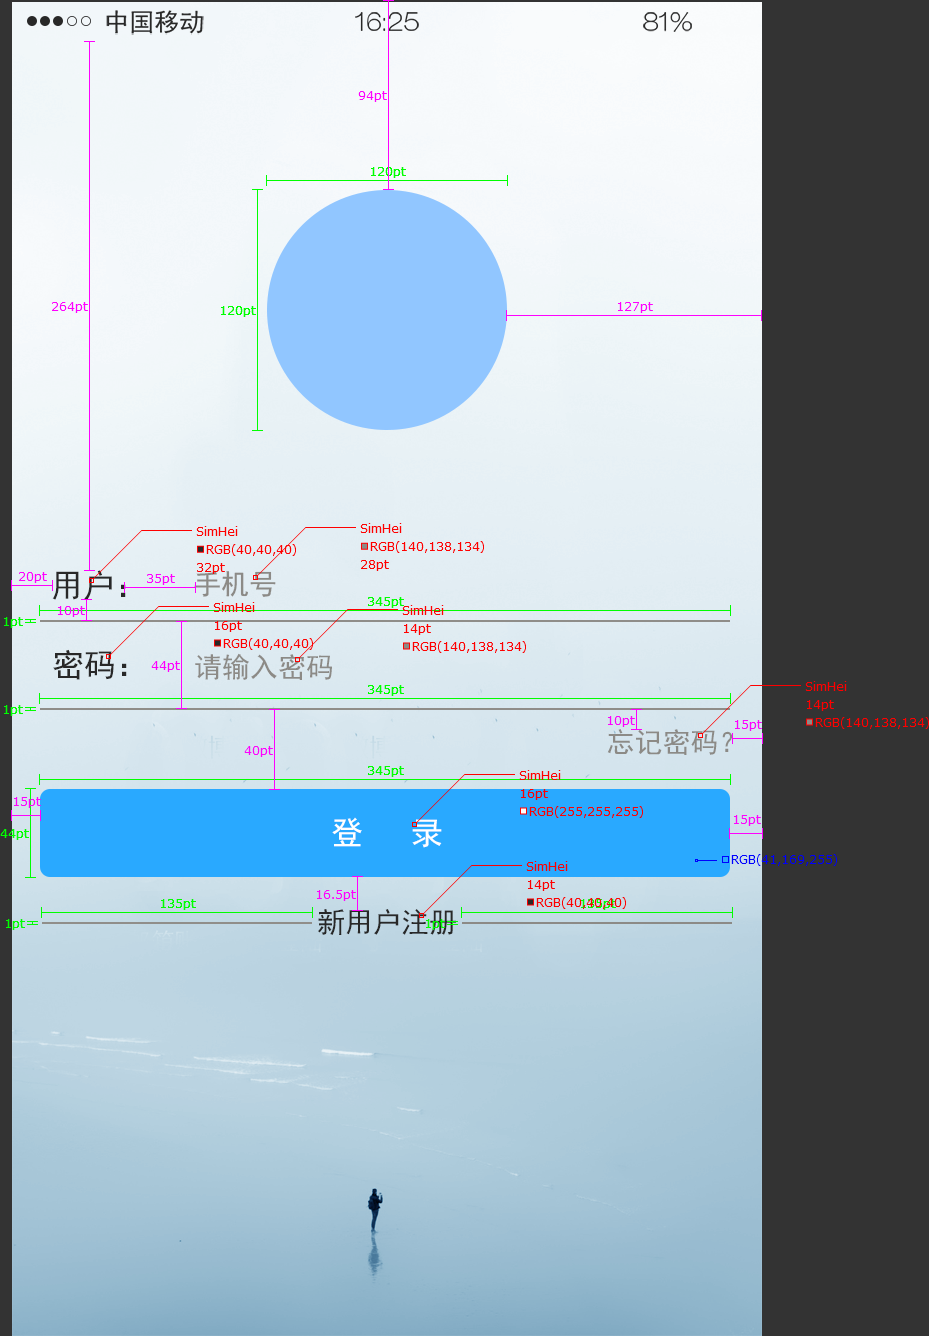 中国移动 16:25 81%
94pt
120pt
264pt
120pt
127pt
SimHei
RGB(40,40,40)
32pt
SimHei
RGB(140,138,134)
28pt
20pt
用户:
35pt
手机号
10pt
345pt
1pt
SimHei
16pt
RGB(40,40,40)
SimHei
14pt
RGB(140,138,134)
密码:
44pt
请输入密码
345pt
1pt
SimHei
14pt
RGB(140,138,134)
10pt
15pt
忘记密码?
40pt
345pt
SimHei
16pt
RGB(255,255,255)
15pt
44pt
登 录
15pt
RGB(41,169,255)
16.5pt
SimHei
14pt
RGB(40,40,40)
135pt
135pt
1pt
新用户注册
1pt